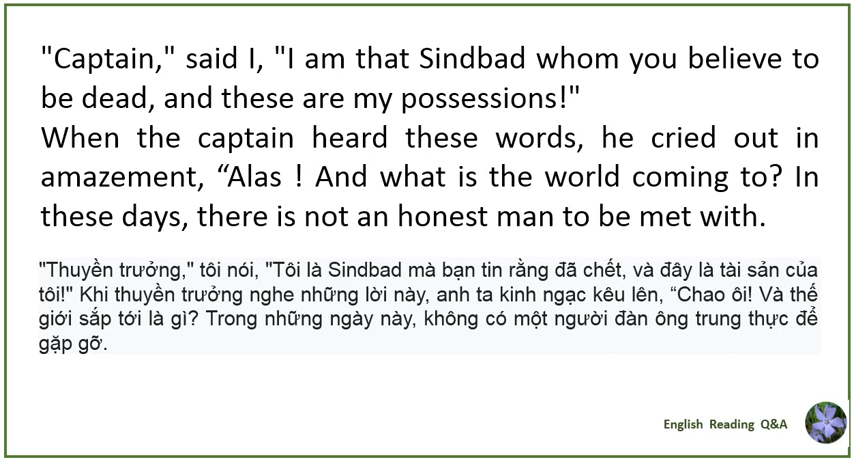 "Captain," said I, "I am that Sindbad whom you believe to
be dead, and these are my possessions!"
When the captain heard these words, he cried out in
amazement, “Alas ! And what is the world coming to? In
these days, there is not an honest man to be met with.
"Thuyền trưởng," tôi nói, "Tôi là Sindbad mà bạn tin rằng đã chết, và đây là tài sản của
tôi!" Khi thuyền trưởng nghe những lời này, anh ta kinh ngạc kêu lên, “Chao ôi! Và thế
giới sắp tới là gì? Trong những ngày này, không có một người đàn ông trung thực để
gặp gỡ.
English Reading Q&A